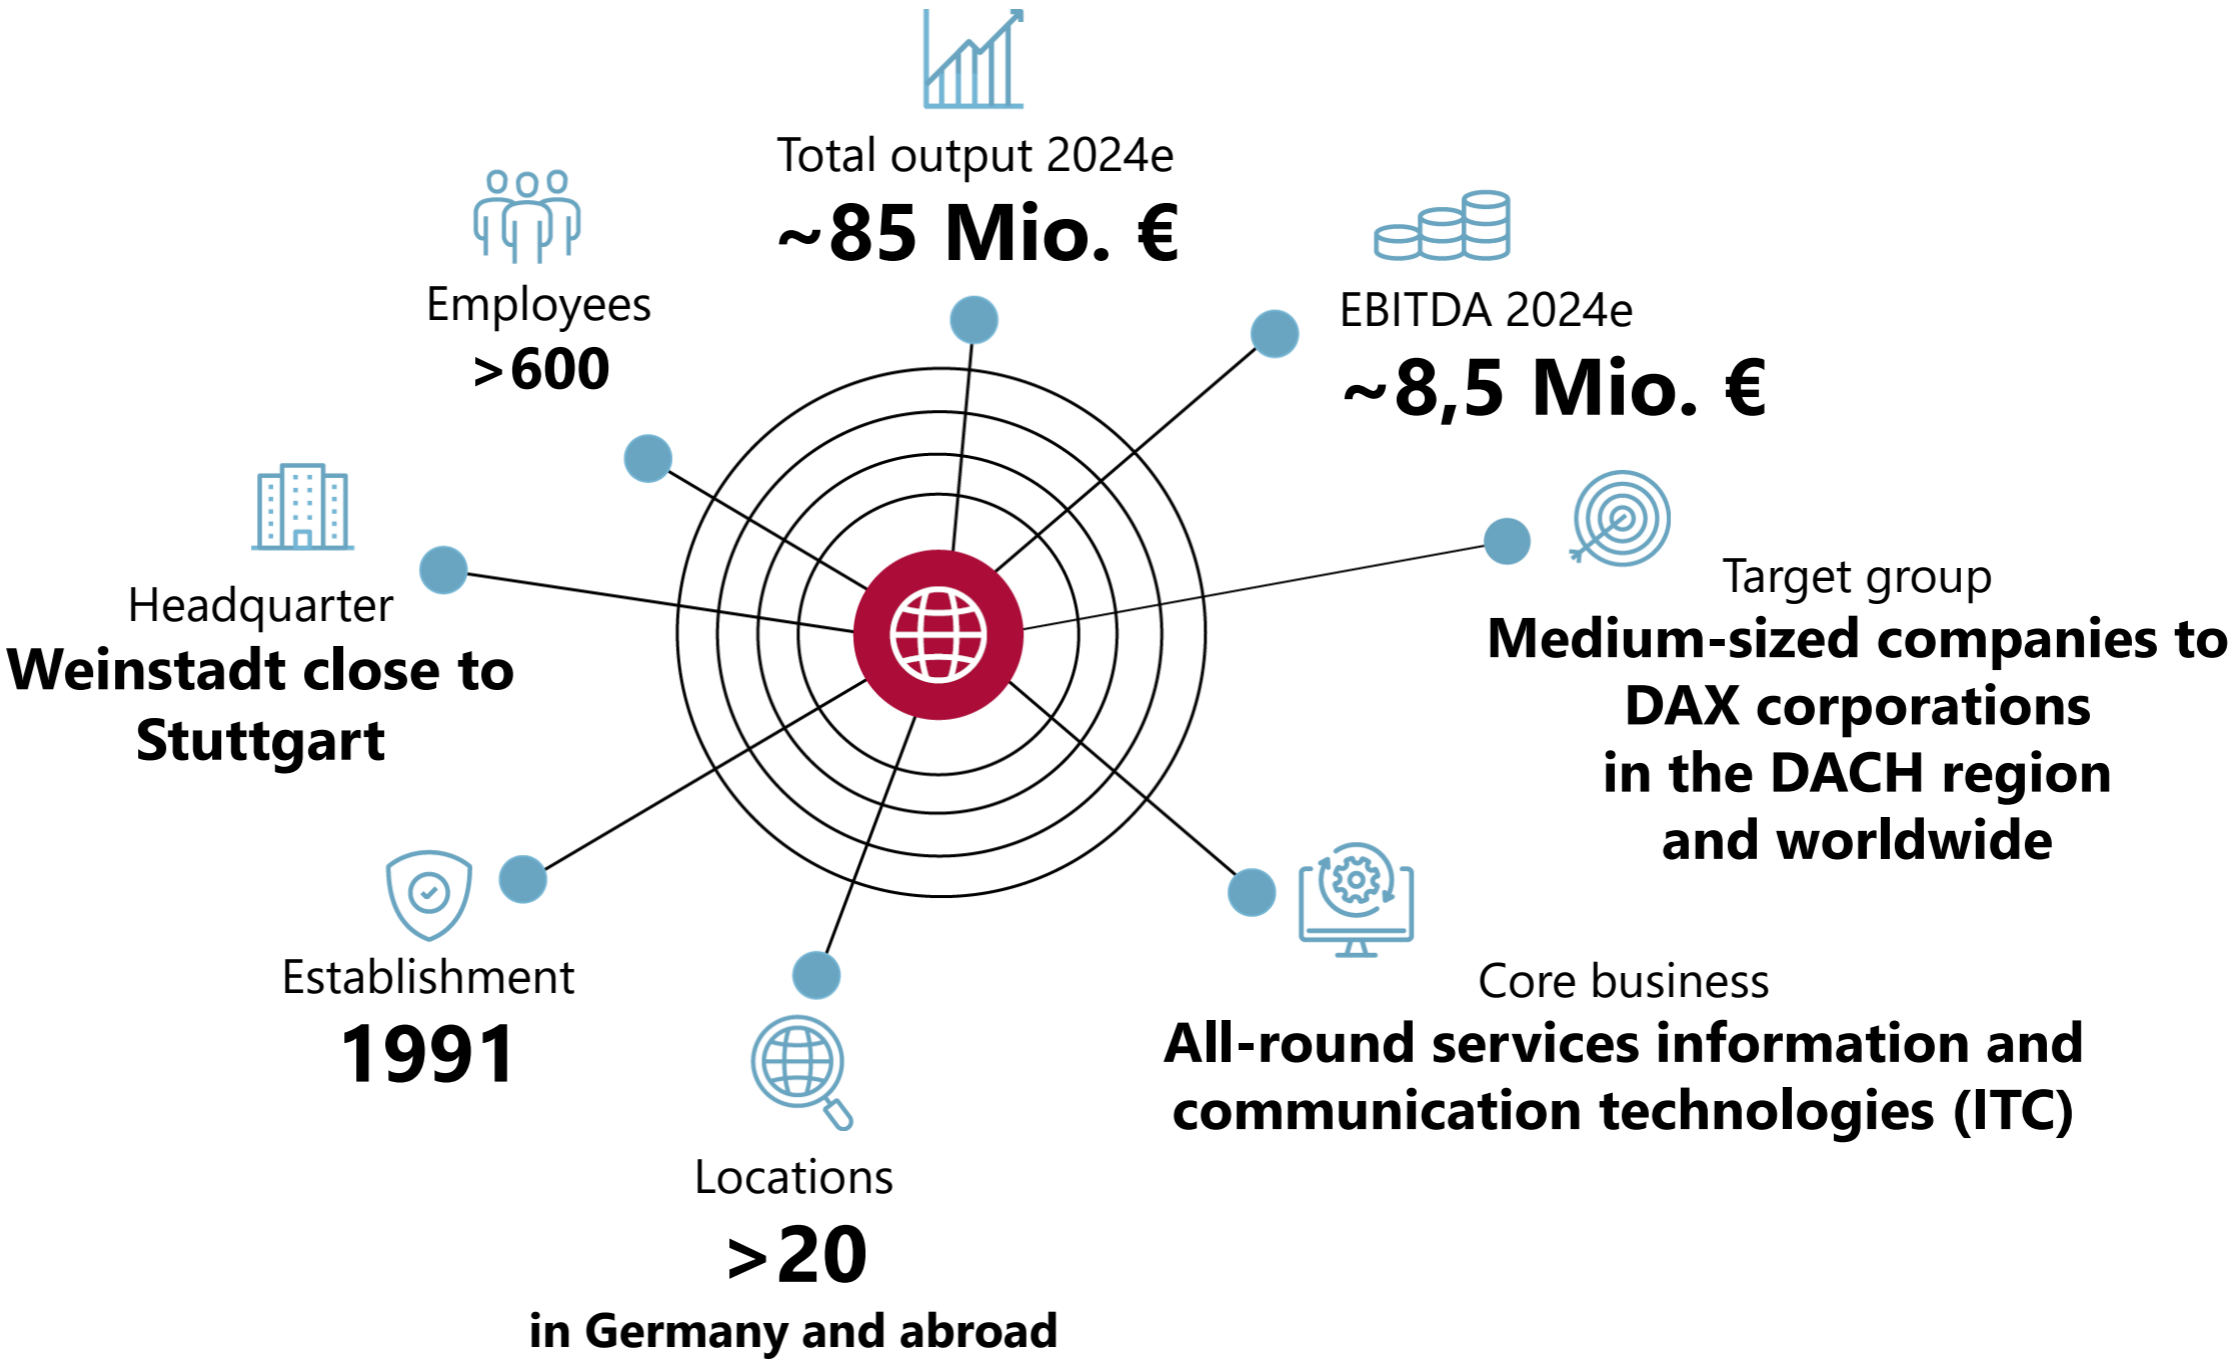 Total output 2024e
~85 Mio. €
Employees
>600
EBITDA 2024e
~8,5 Mio. €
Headquarter
Weinstadt close to
Stuttgart
Target group
Medium-sized companies to
DAX corporations
in the DACH region
and worldwide
Establishment
1991
Core business
All-round services information and
communication technologies (ITC)
Locations
>20
in Germany and abroad